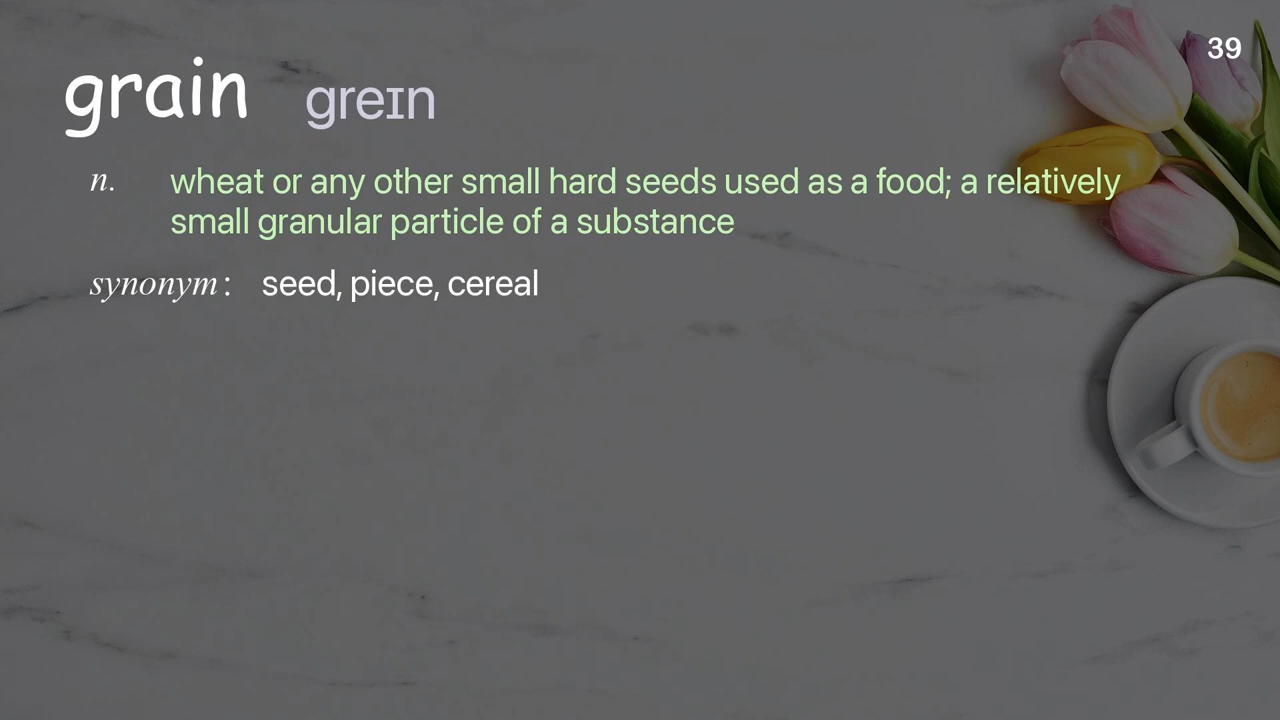 39
grain greɪn
n. wheat or any other small hard seeds used as a food; a relatively
small granular particle of a substance
synonym: seed, piece, cereal